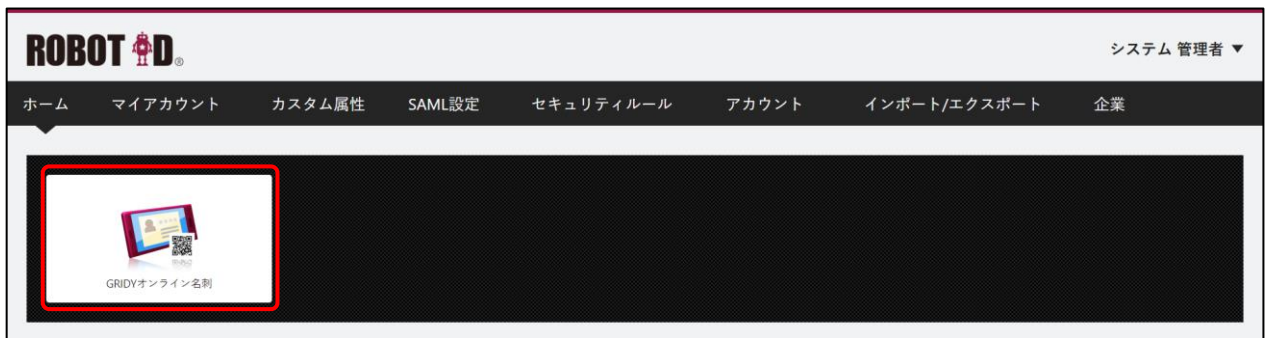 ROBOT ID®
システム 管理者 ▼
ホーム マイアカウント カスタム属性 SAML設定 セキュリティルール アカウント インポート/エクスポート 企業
GRIDYオンライン名刺